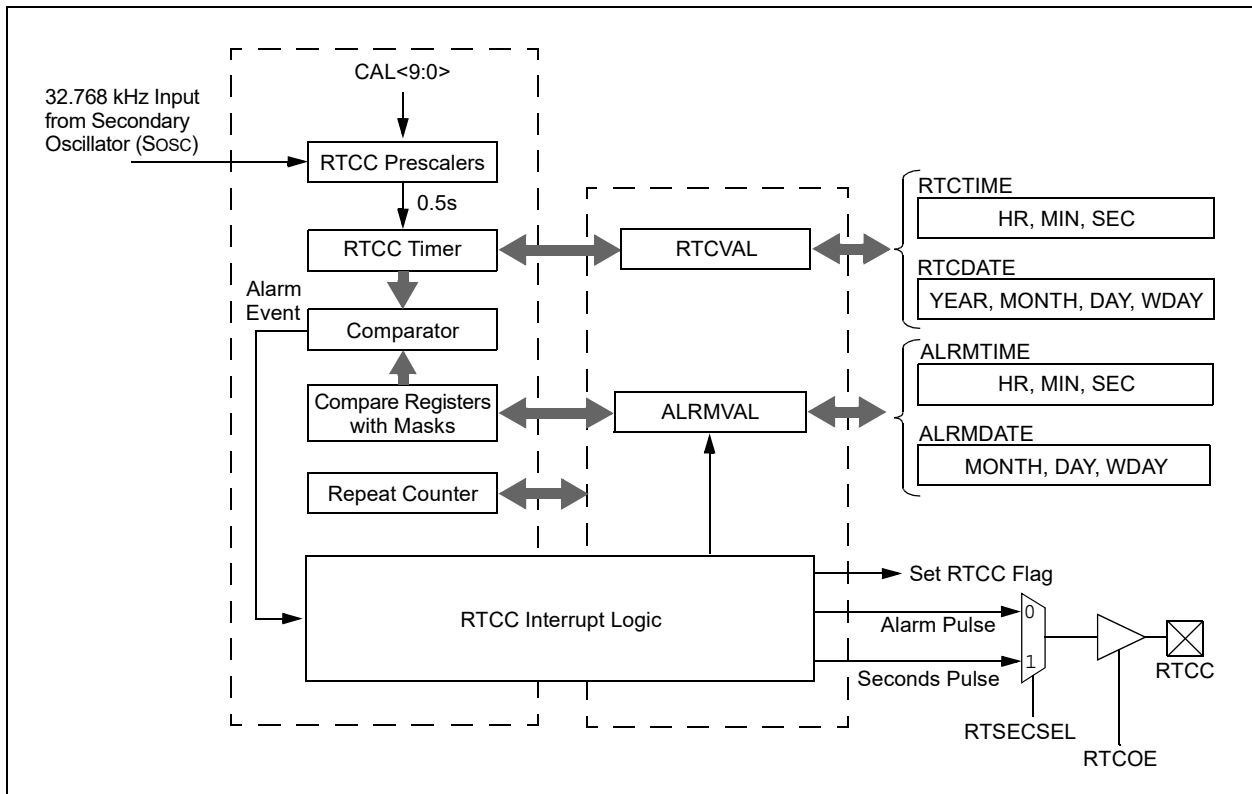 CAL<9:0>
32.768 kHz Input
from Secondary
Oscillator (SOSC)
RTCC Prescalers
0.5s
RTCC Timer
Alarm
Event
Comparator
Compare Registers
with Masks
Repeat Counter
RTCC Interrupt Logic
RTCVAL
ALRMVAL
RTCTIME
HR, MIN, SEC
RTCDATE
YEAR, MONTH, DAY, WDAY
ALRMTIME
HR, MIN, SEC
ALRMDATE
MONTH, DAY, WDAY
Set RTCC Flag
Alarm Pulse
Seconds Pulse
0
1
RTCC
RTSECSEL
RTCOE